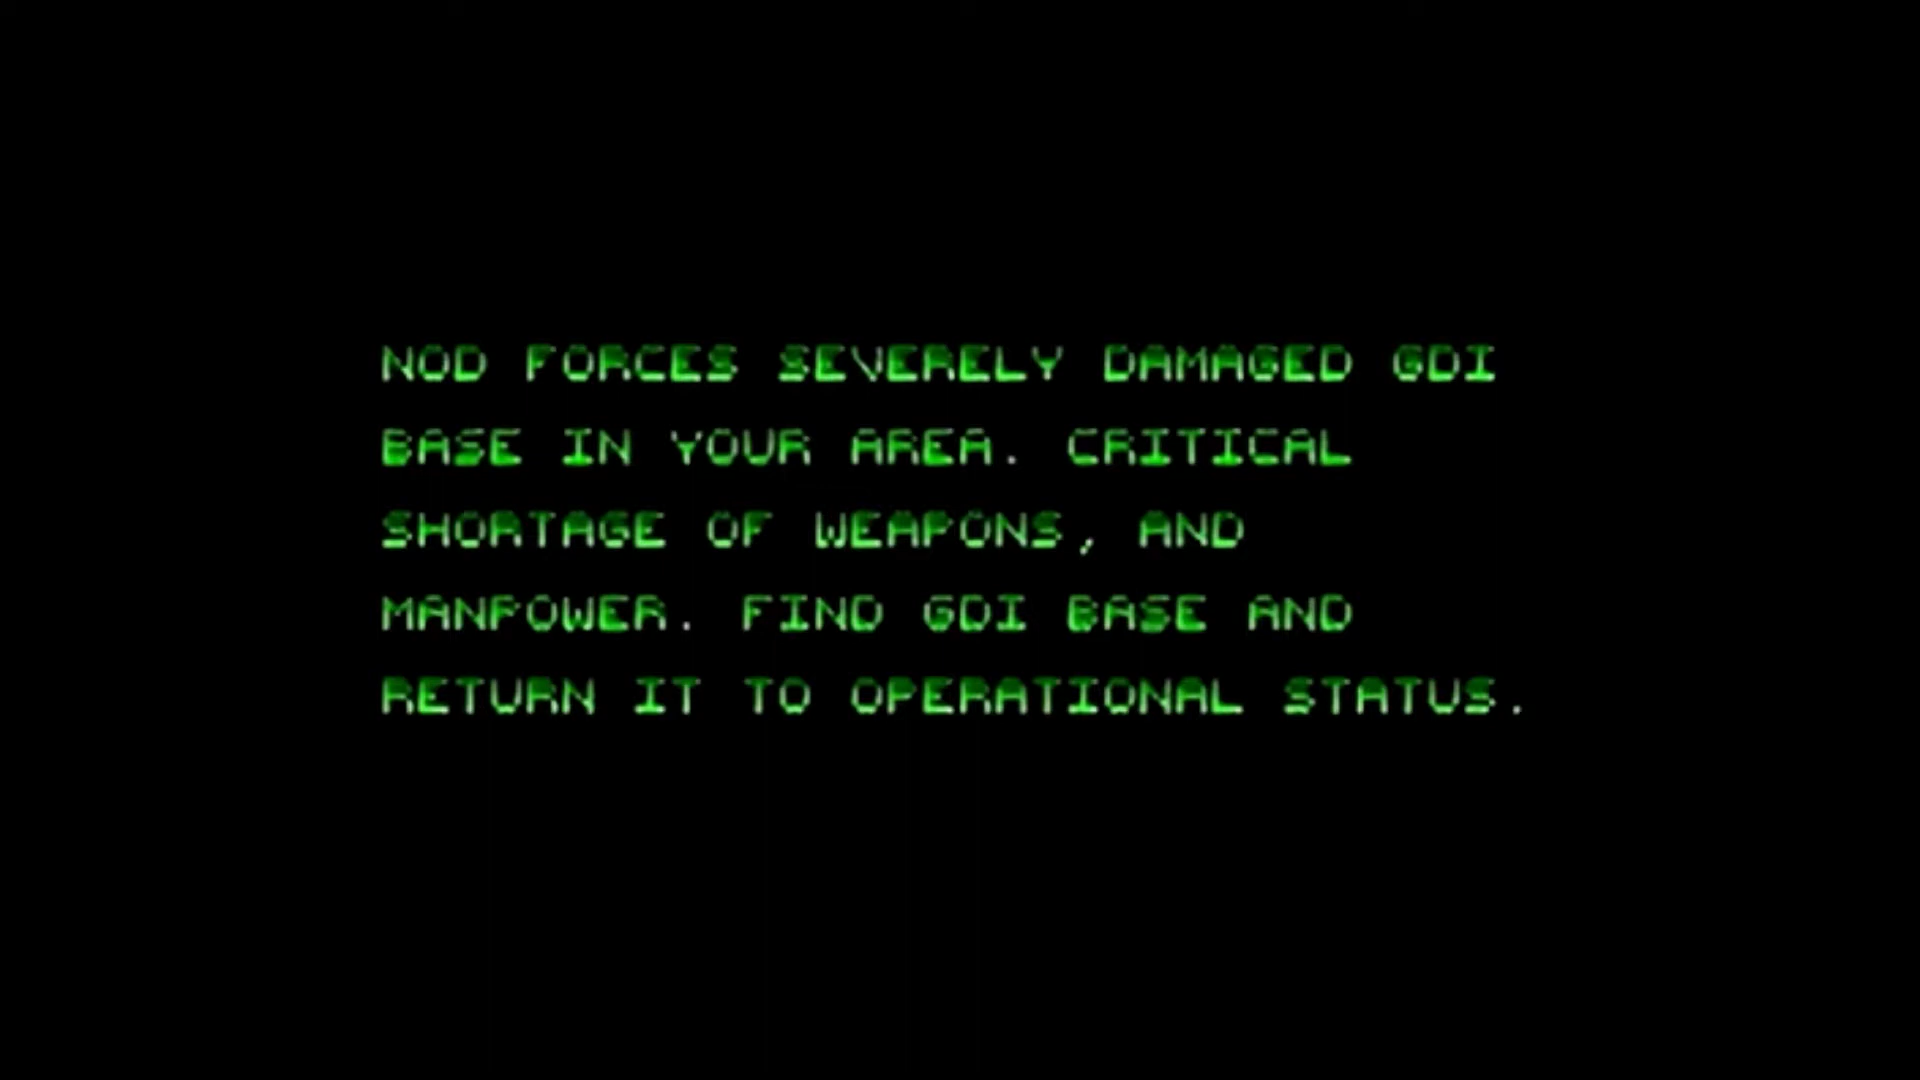 NOD FORCES SEVERELY DAMAGED GDI
BASE IN YOUR AREA. CRITICAL
SHORTAGE OF WEAPONS, AND
MANPOWER. FIND GDI BASE AND
RETURN IT TO OPERATIONAL STATUS.